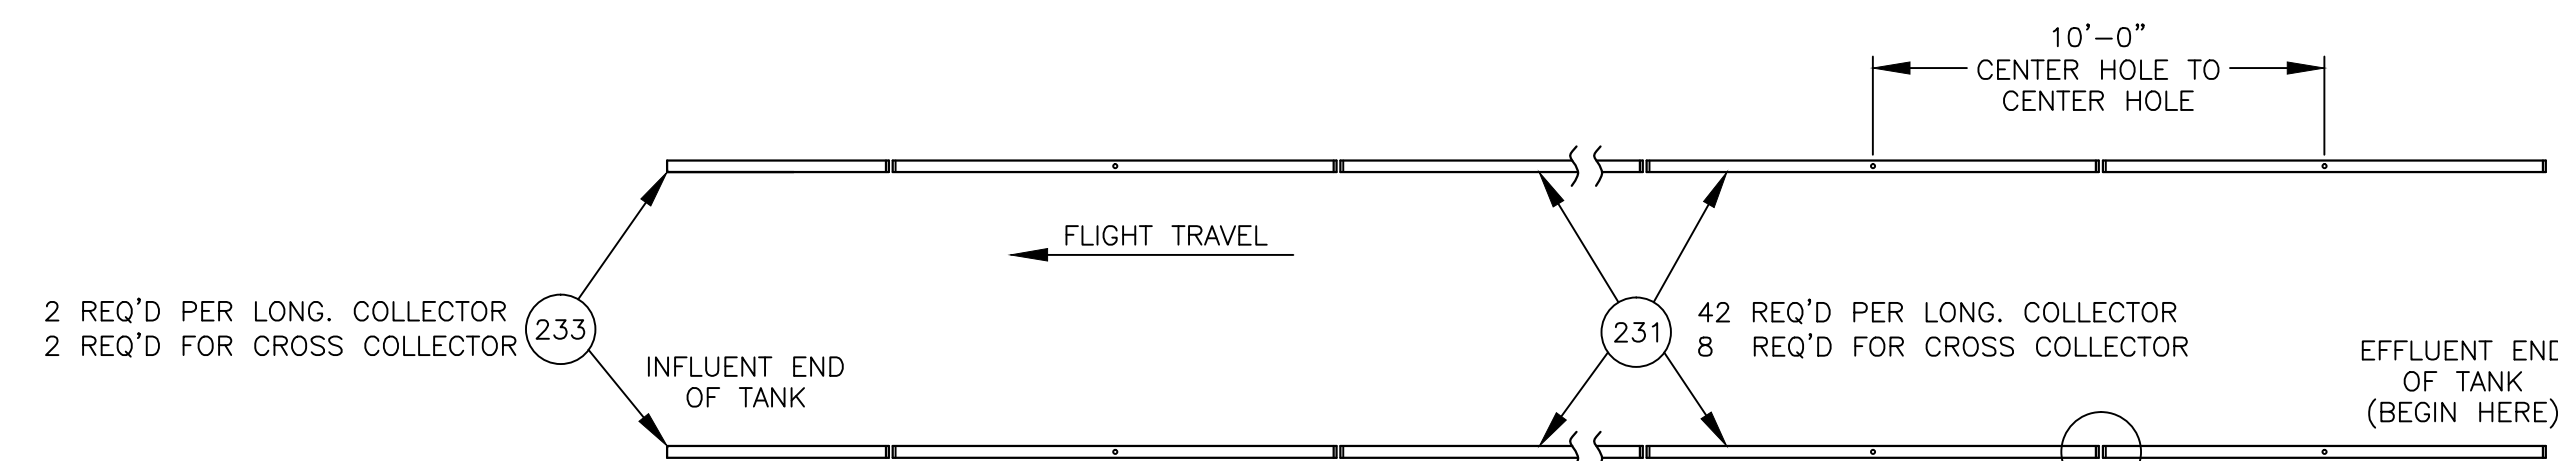 10'-0"
CENTER HOLE TO
CENTER HOLE
FLIGHT TRAVEL
2 REQ'D PER LONG. COLLECTOR
2 REQ'D FOR CROSS COLLECTOR
233
INFLUENT END
OF TANK
231
42 REQ'D PER LONG. COLLECTOR
8 REQ'D FOR CROSS COLLECTOR
EFFLUENT END
OF TANK
(BEGIN HERE)